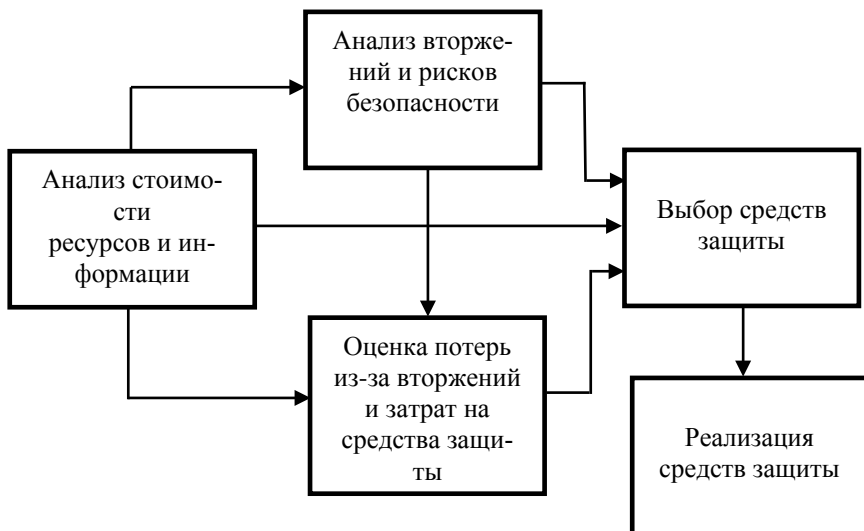 Анализ вторже-
ний и рисков
безопасности
Анализ стоимо-
сти
ресурсов и ин-
формации
Выбор средств
защиты
Оценка потерь
из-за вторжений
и затрат на
средства защи-
ты
Реализация
средств защиты